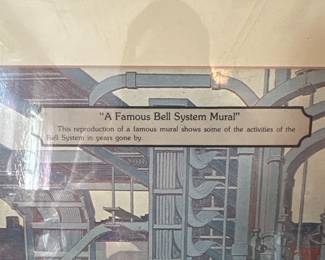 "A Famous Bell System Mural"
This reproduction of a famous mural shows some of the activities of the
Bell System in years gone by.